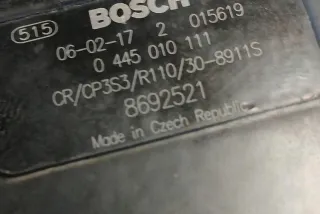 BOSCH
515 06-02-17 2 015619
0 445 010 111
CR/CP3S3/R110/30-8911S
8692521
Made in Czech Republic